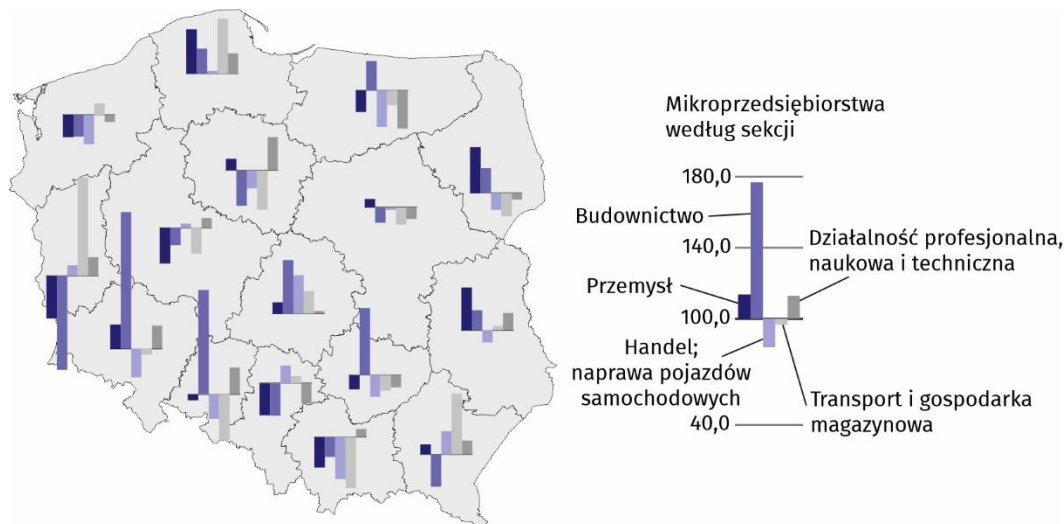 Mikroprzedsiębiorstwa
według sekcji
180,0
Budownictwo
140,0
Działalność profesjonalna,
naukowa i techniczna
Przemysł
100,0
Handel;
naprawa pojazdów
samochodowych
Transport i gospodarka
magazynowa
40,0